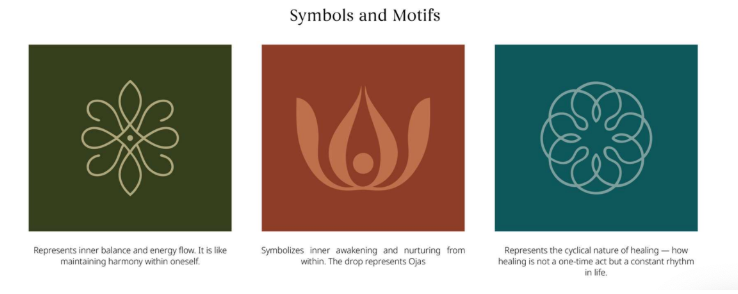 Symbols and Motifs
Represents inner balance and energy flow. It is like
maintaining harmony within oneself.
Symbolizes inner awakening and nurturing from
within. The drop represents Ojas
Represents the cyclical nature of healing — how
healing is not a one-time act but a constant rhythm
in life.